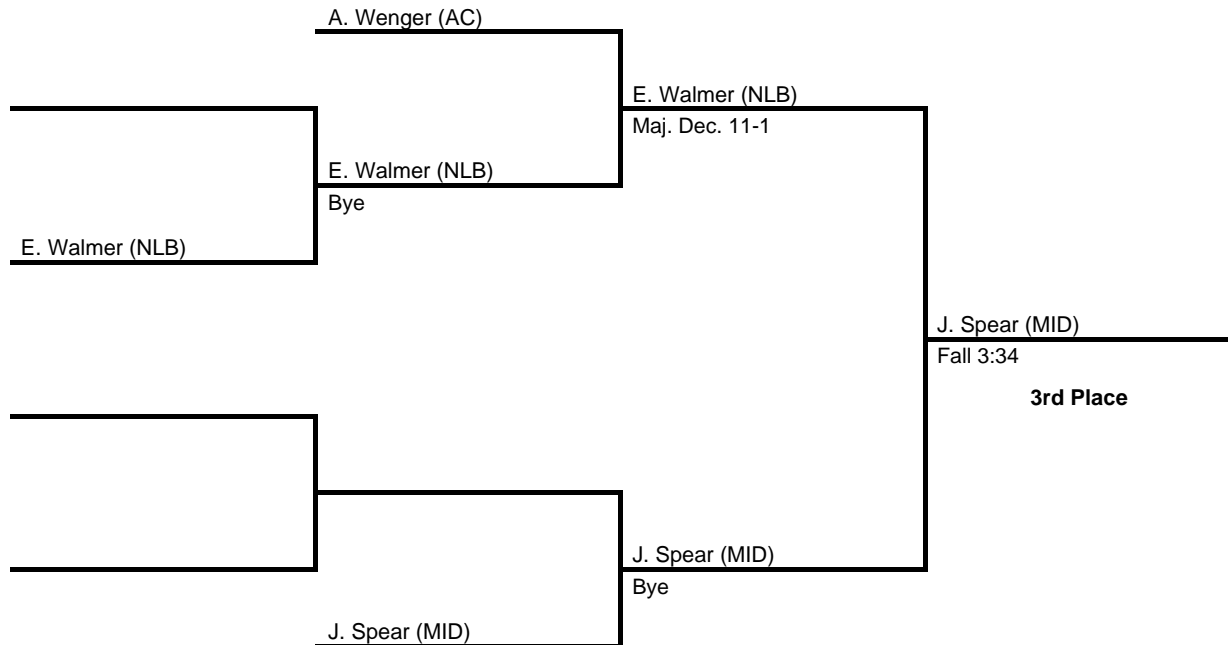 A. Wenger (AC)
E. Walmer (NLB)
Maj. Dec. 11-1
E. Walmer (NLB)
Bye
E. Walmer (NLB)
J. Spear (MID)
Fall 3:34
3rd Place
J. Spear (MID)
Bye
J. Spear (MID)